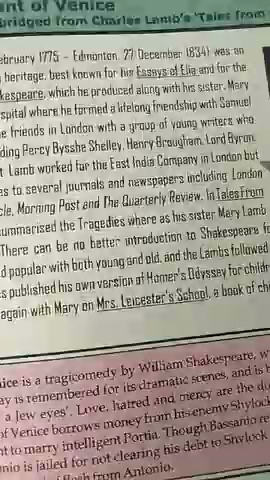 nt of Venice
bridged from Charles Lamb's 'Tales from
ebruary 1775 - Edmonton, 27 December 1834) was an
heritage, best known for his Essays of Elia and for the
kespeare, which he produced along with his sister, Mary
spital where he formed a lifelong friendship with Samuel
e friends in London with a group of young writers who
ding Percy Bysshe Shelley, Henry Brougham, Lord Byron,
t. Lamb worked for the East India Company in London but
es to several journals and newspapers including London
cle, Morning Post and The Quarterly Review. In Tales From
ummarised the Tragedies where as his sister Mary Lamb
There can be no better introduction to Shakespeare fo
d popular with both young and old, and the Lambs followed
s published his own version of Homer's Odyssey for childr
again with Mary on Mrs. Leicester's School, a book of ch
ice is a tragicomedy by William Shakespeare, w
ay is remembered for its dramatic scenes, and is b
a Jew eyes'. Love, hatred and mercy are the do
of Venice borrows money from his enemy Shylock
nt to marry intelligent Portia. Though Bassanio re
nio is jailed for not clearing his debt to Shylock
of flesh from Antonio.